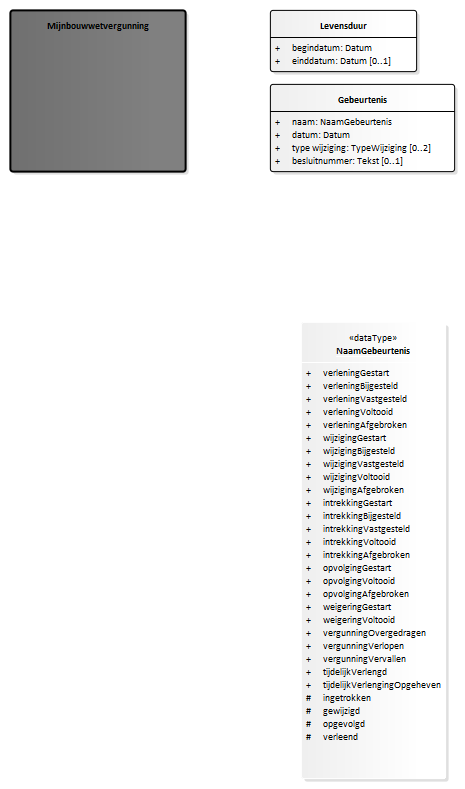 Mijnbouwwetvergunning
Levensduur
+ begindatum: Datum
+ einddatum: Datum [0..1]
Gebeurtenis
+ naam: NaamGebeurtenis
+ datum: Datum
+ type wijziging: TypeWijziging [0..2]
+ besluitnummer: Tekst [0..1]
«dataType»
NaamGebeurtenis
+ verleningGestart
+ verleningBijgesteld
+ verleningVastgesteld
+ verleningVoltooid
+ verleningAfgebroken
+ wijzigingGestart
+ wijzigingBijgesteld
+ wijzigingVastgesteld
+ wijzigingVoltooid
+ wijzigingAfgebroken
+ intrekkingGestart
+ intrekkingBijgesteld
+ intrekkingVastgesteld
+ intrekkingVoltooid
+ intrekkingAfgebroken
+ opvolgingGestart
+ opvolgingVoltooid
+ opvolgingAfgebroken
+ weigeringGestart
+ weigeringVoltooid
+ vergunningOvergedragen
+ vergunningVerlopen
+ vergunningVervallen
+ tijdelijkVerlengd
+ tijdelijkVerlengingOpgeheven
# ingetrokken
# gewijzigd
# opgevolgd
# verleend